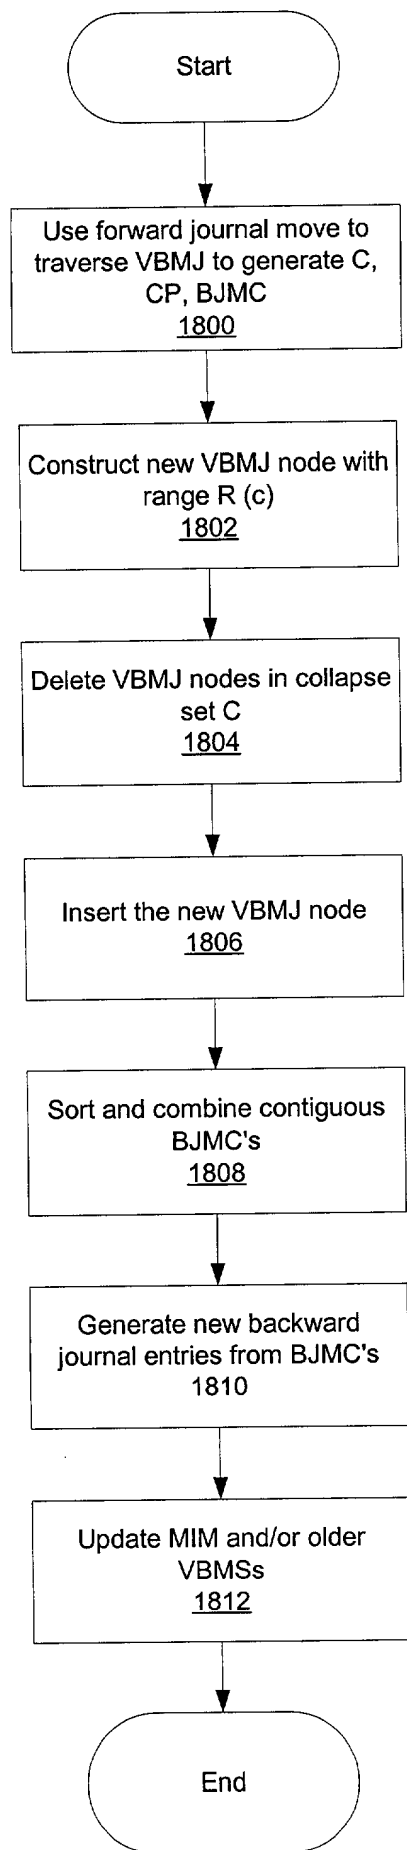 Start
Use forward journal move to
traverse VBMJ to generate C,
CP, BJMC
1800
Construct new VBMJ node with
range R (c)
1802
Delete VBMJ nodes in collapse
set C
1804
Insert the new VBMJ node
1806
Sort and combine contiguous
BJMC's
1808
Generate new backward
journal entries from BJMC's
1810
Update MIM and/or older
VBMSs
1812
End